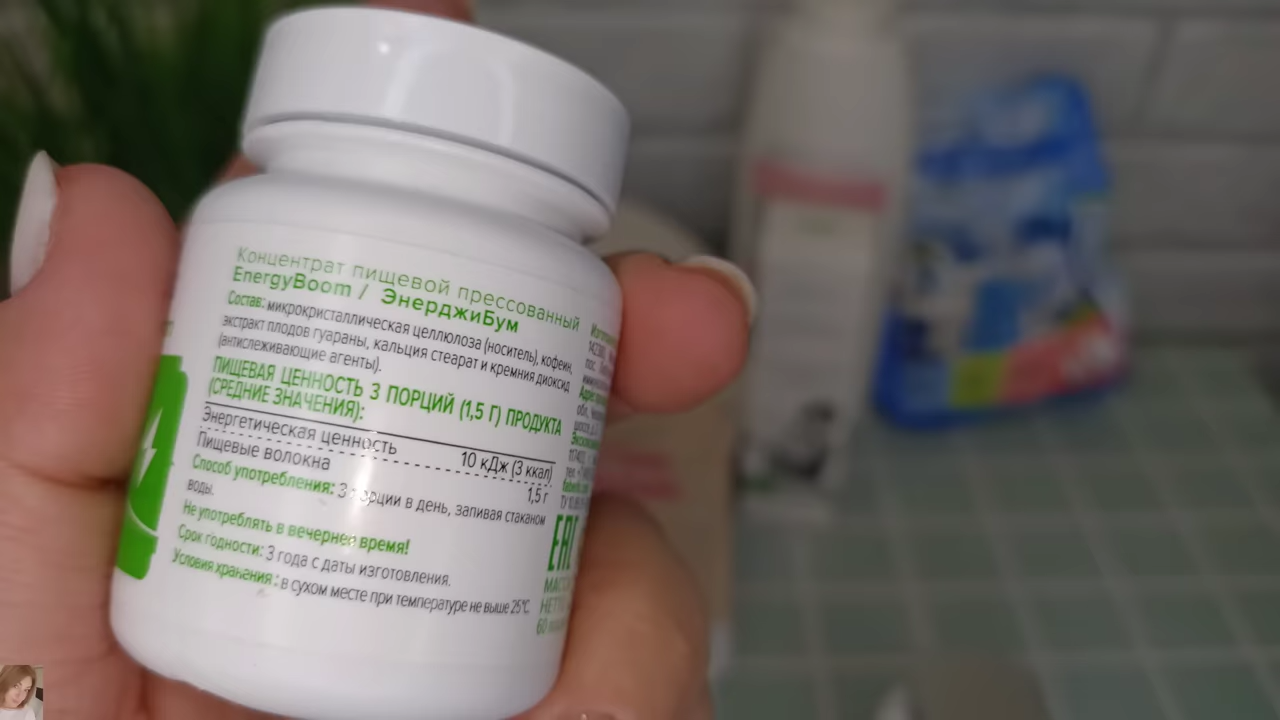 Концентрат пищевой прессованный
EnergyBoom / ЭнерджиБум
Состав: микрокристаллическая целлюлоза (носитель), кофеин,
экстракт плодов гуараны, кальция стеарат и кремния диоксид
(антислеживающие агенты).
ПИЩЕВАЯ ЦЕННОСТЬ 3 ПОРЦИЙ (1,5 Г) ПРОДУКТА
(СРЕДНИЕ ЗНАЧЕНИЯ):
Энергетическая ценность 10 кДж (3 ккал)
Пищевые волокна 1,5 г
Способ употребления: 3 порции в день, запивая стаканом
воды.
Не употреблять в вечернее время!
Срок годности: 3 года с даты изготовления.
Условия хранения: в сухом месте при температуре не выше 25°С.
EAC